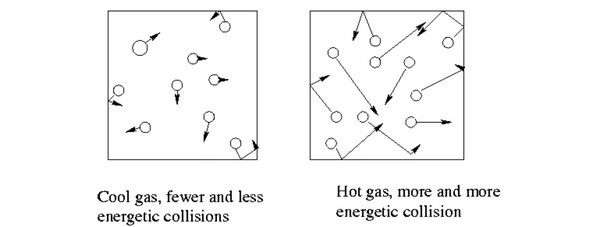 Cool gas, fewer and less
energetic collisions
Hot gas, more and more
energetic collision